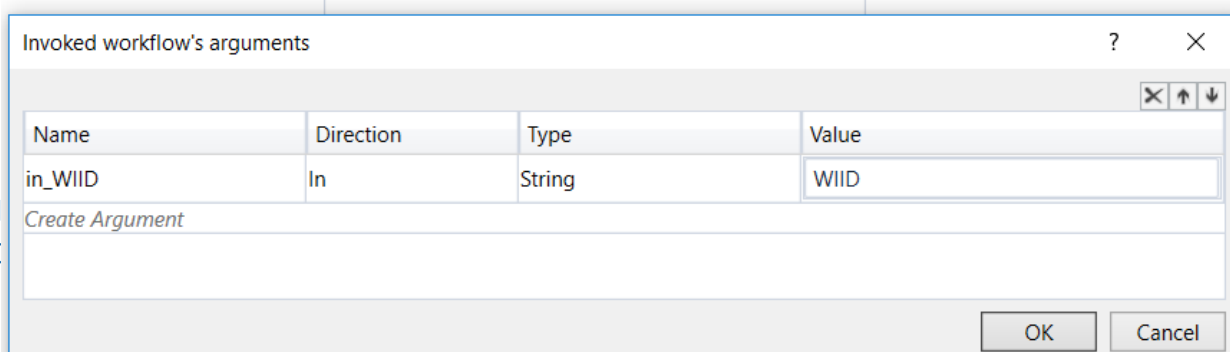 Invoked workflow's arguments ?
Name Direction Type Value
in_WIID In String WIID
Create Argument
OK Cancel